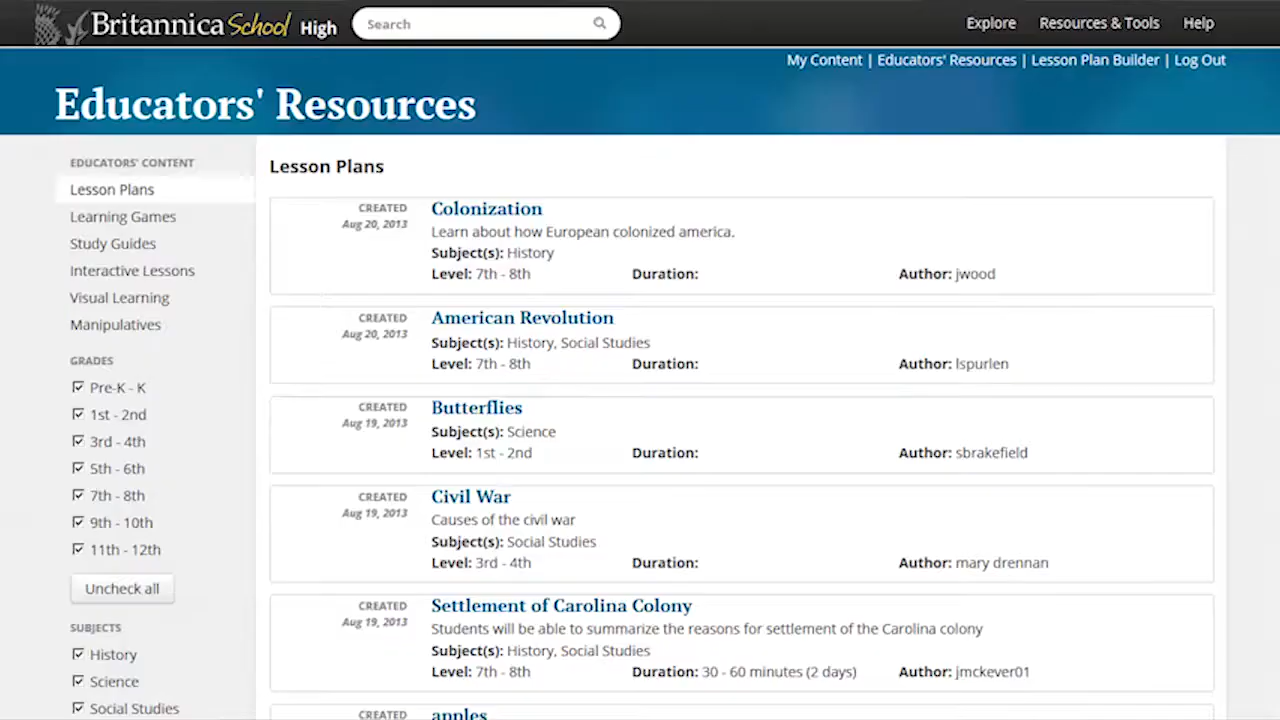 Britannica School High
Search
Explore Resources & Tools Help
My Content | Educators' Resources | Lesson Plan Builder | Log Out
Educators' Resources
EDUCATORS' CONTENT
Lesson Plans
Learning Games
Study Guides
Interactive Lessons
Visual Learning
Manipulatives
GRADES
Pre-K - K
1st - 2nd
3rd - 4th
5th - 6th
7th - 8th
9th - 10th
11th - 12th
Uncheck all
SUBJECTS
History
Science
Social Studies
Lesson Plans
CREATED
Aug 20, 2013
Colonization
Learn about how European colonized america.
Subject(s): History
Level: 7th - 8th Duration: Author: jwood
CREATED
Aug 20, 2013
American Revolution
Subject(s): History, Social Studies
Level: 7th - 8th Duration: Author: lspurlen
CREATED
Aug 19, 2013
Butterflies
Subject(s): Science
Level: 1st - 2nd Duration: Author: sbrakefield
CREATED
Aug 19, 2013
Civil War
Causes of the civil war
Subject(s): Social Studies
Level: 3rd - 4th Duration: Author: mary drennan
CREATED
Aug 19, 2013
Settlement of Carolina Colony
Students will be able to summarize the reasons for settlement of the Carolina colony
Subject(s): History, Social Studies
Level: 7th - 8th Duration: 30 - 60 minutes (2 days) Author: jmckever01
CREATED
apples